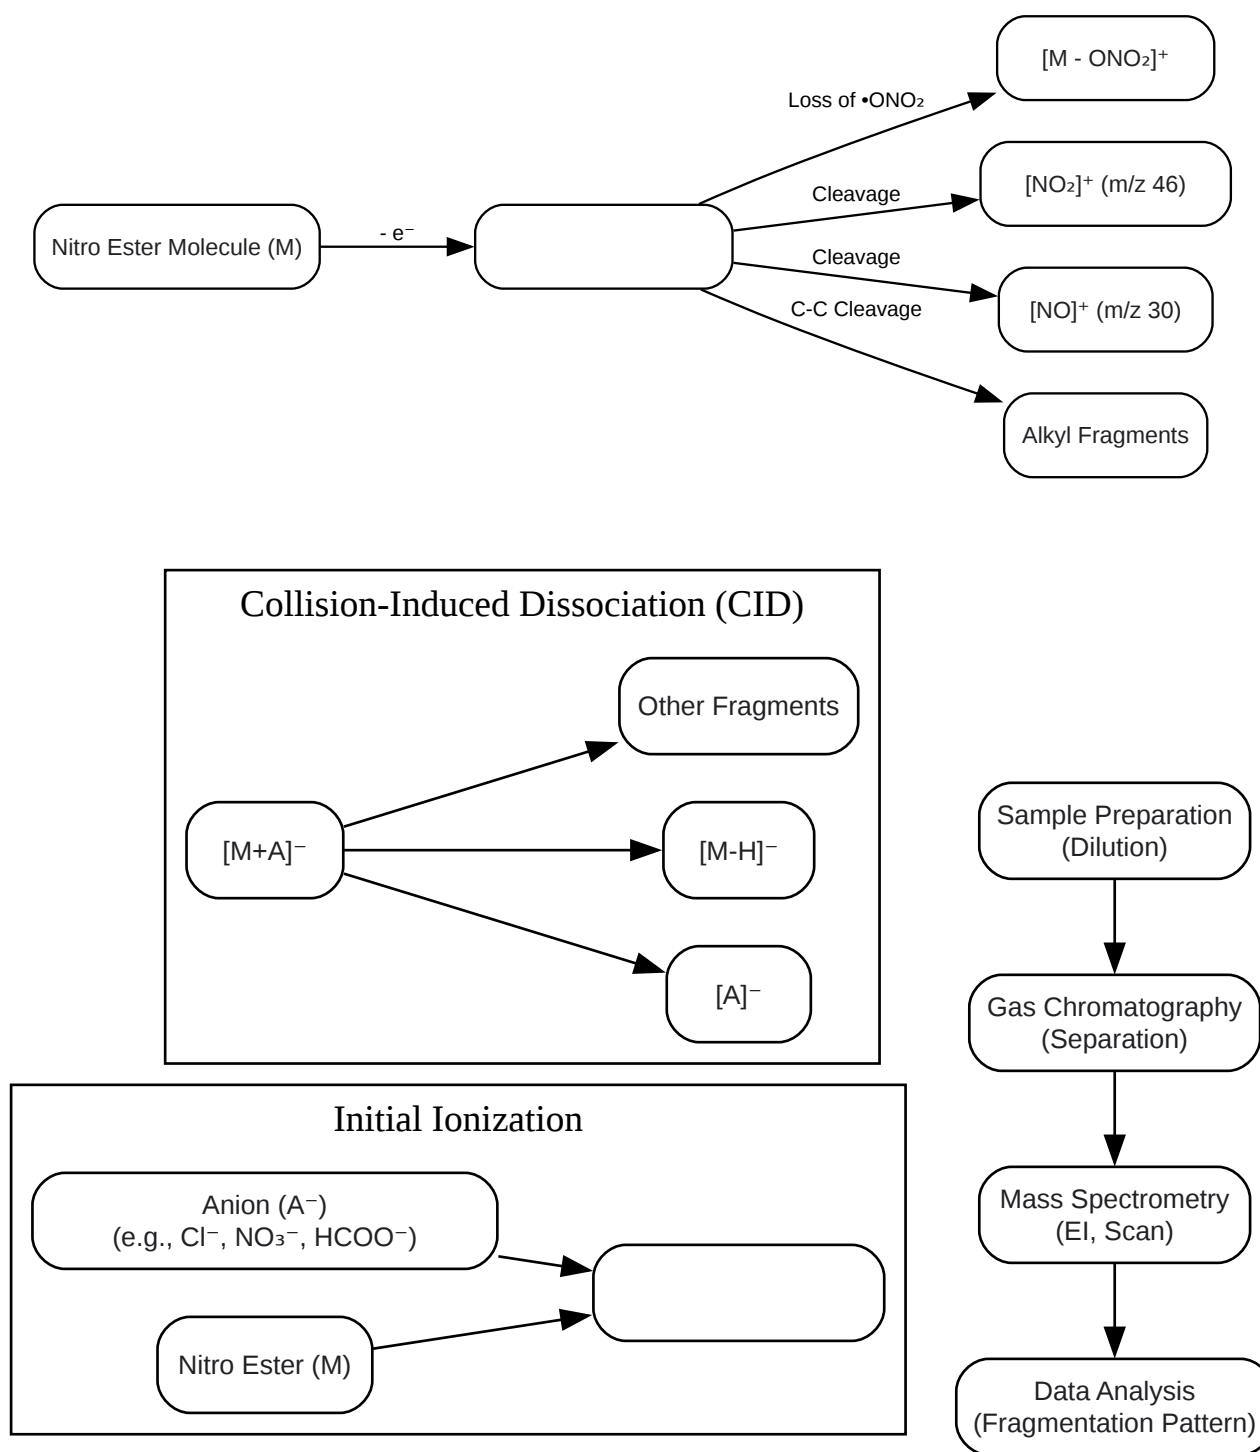 [M - ONO₂]⁺
Loss of •ONO₂
Cleavage
[NO₂]⁺ (m/z 46)
Nitro Ester Molecule (M)
- e⁻
Cleavage
[NO]⁺ (m/z 30)
C-C Cleavage
Alkyl Fragments
Collision-Induced Dissociation (CID)
Other Fragments
[M+A]⁻
[M-H]⁻
[A]⁻
Initial Ionization
Anion (A⁻)
(e.g., Cl⁻, NO₃⁻, HCOO⁻)
Nitro Ester (M)
Sample Preparation
(Dilution)
Gas Chromatography
(Separation)
Mass Spectrometry
(EI, Scan)
Data Analysis
(Fragmentation Pattern)